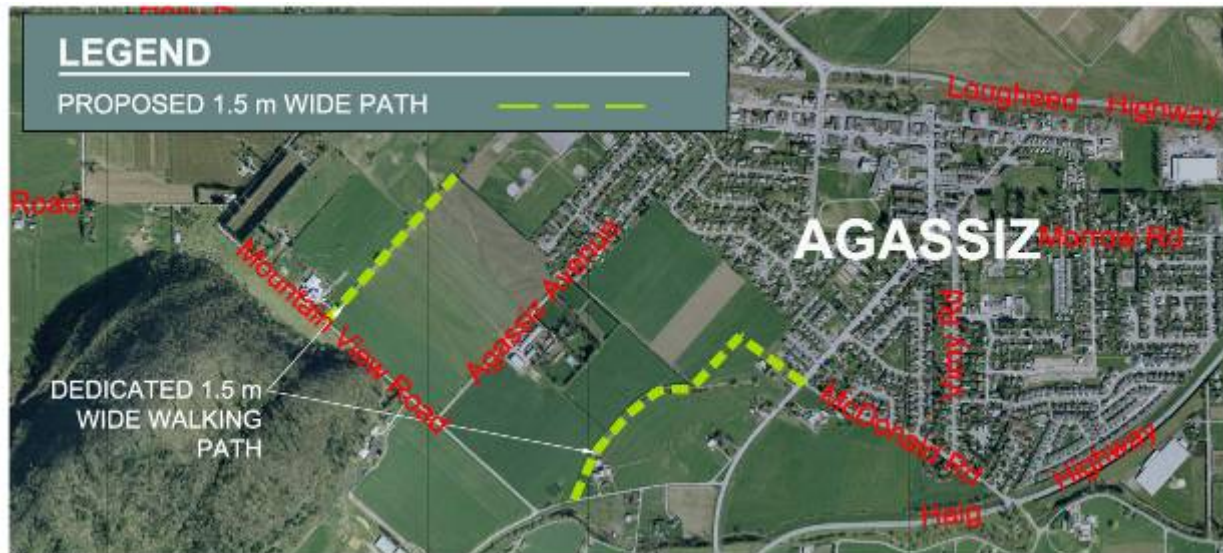 LEGEND
PROPOSED 1.5 m WIDE PATH
Lougheed Highway
Road
AGASSIZ
Morrow Rd
Mountain View Road
Agassiz Avenue
Vimy Rd
DEDICATED 1.5 m
WIDE WALKING
PATH
McDonald Rd
Haig Highway